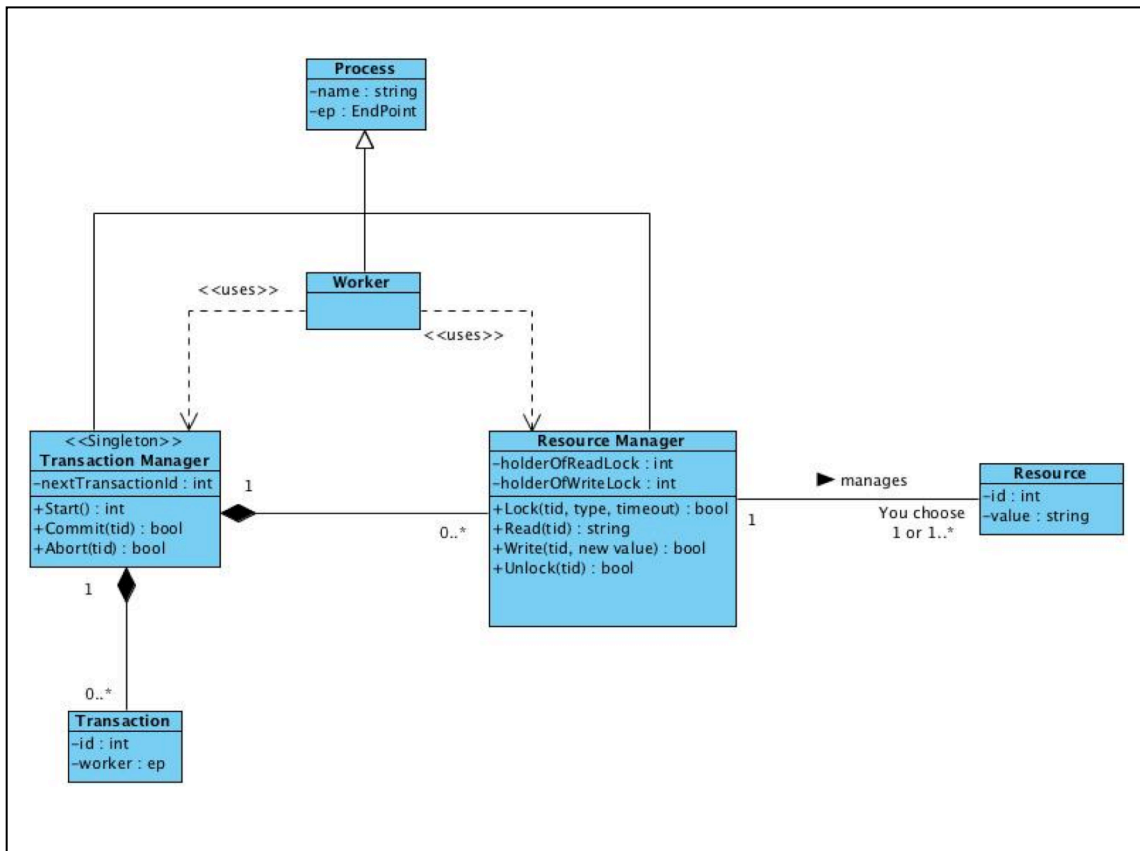 Process
-name : string
-ep : EndPoint
Worker
<<uses>>
<<uses>>
<<Singleton>>
Transaction Manager
-nextTransactionId : int
+Start() : int
+Commit(tid) : bool
+Abort(tid) : bool
1
0..*
Resource Manager
-holderOfReadLock : int
-holderOfWriteLock : int
+Lock(tid, type, timeout) : bool
+Read(tid) : string
+Write(tid, new value) : bool
+Unlock(tid) : bool
manages
1
You choose
1 or 1..*
Resource
-id : int
-value : string
1
0..*
Transaction
-id : int
-worker : ep